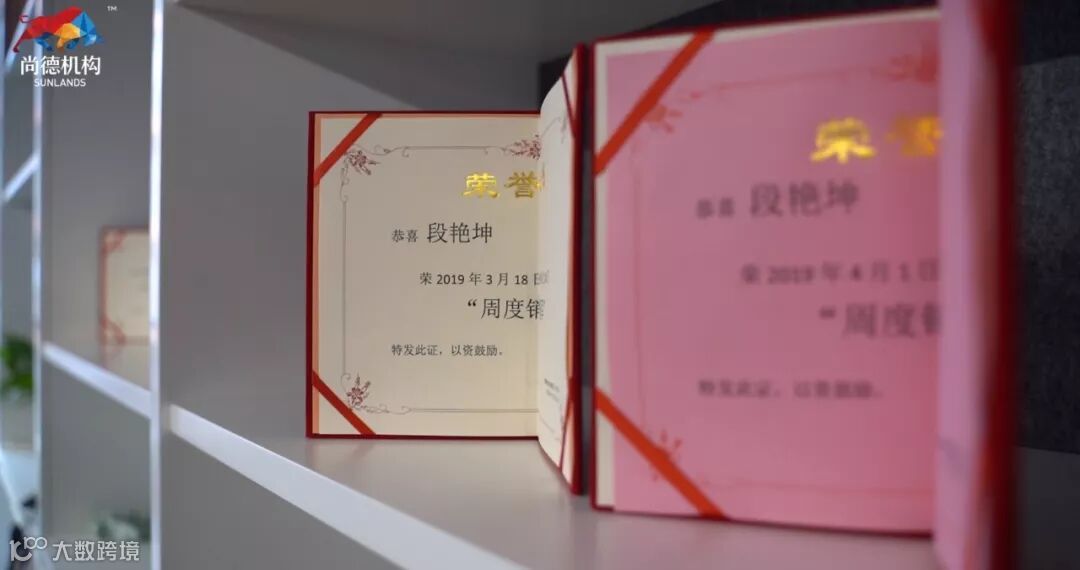 尚德机构
SUNLANDS
TM
荣誉
恭喜 段艳坤
荣 2019 年 3 月 18 日
“周度
特发此证，以资鼓励。
荣誉
恭喜 段艳坤
荣 2019 年 4 月 1 日
“周度
特发此证，以资鼓励。
大数跨境